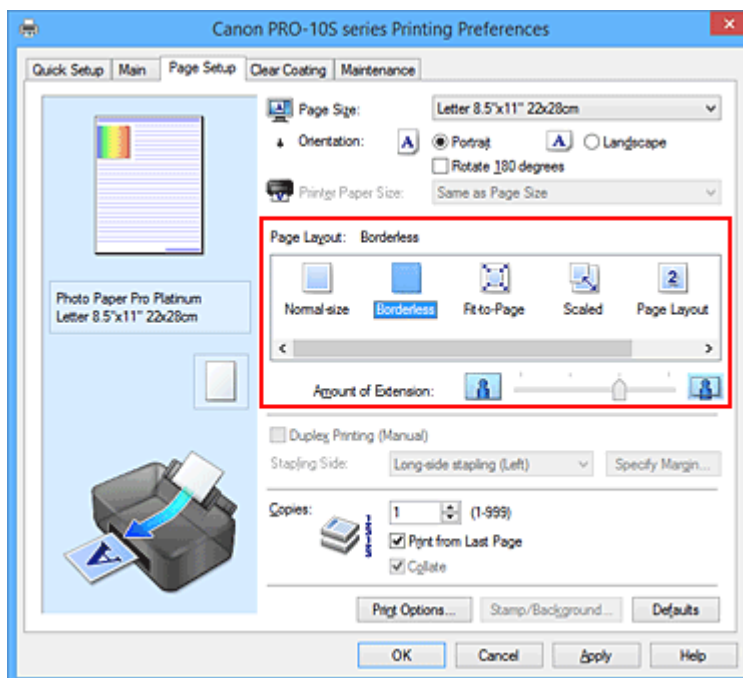 Canon PRO-10S series Printing Preferences
Quick Setup Main Page Setup Clear Coating Maintenance
Page Size: Letter 8.5"x11" 22x28cm
Orientation: A Portrait A Landscape
Rotate 180 degrees
Printer Paper Size: Same as Page Size
Page Layout: Borderless
Normal-size Borderless Fit-to-Page Scaled 2 Page Layout
Amount of Extension:
Photo Paper Pro Platinum
Letter 8.5"x11" 22x28cm
Duplex Printing (Manual)
Stapling Side: Long-side stapling (Left) Specify Margin...
Copies: 1 (1-999)
Print from Last Page
Collate
A
Print Options... Stamp/Background... Defaults
OK Cancel Apply Help